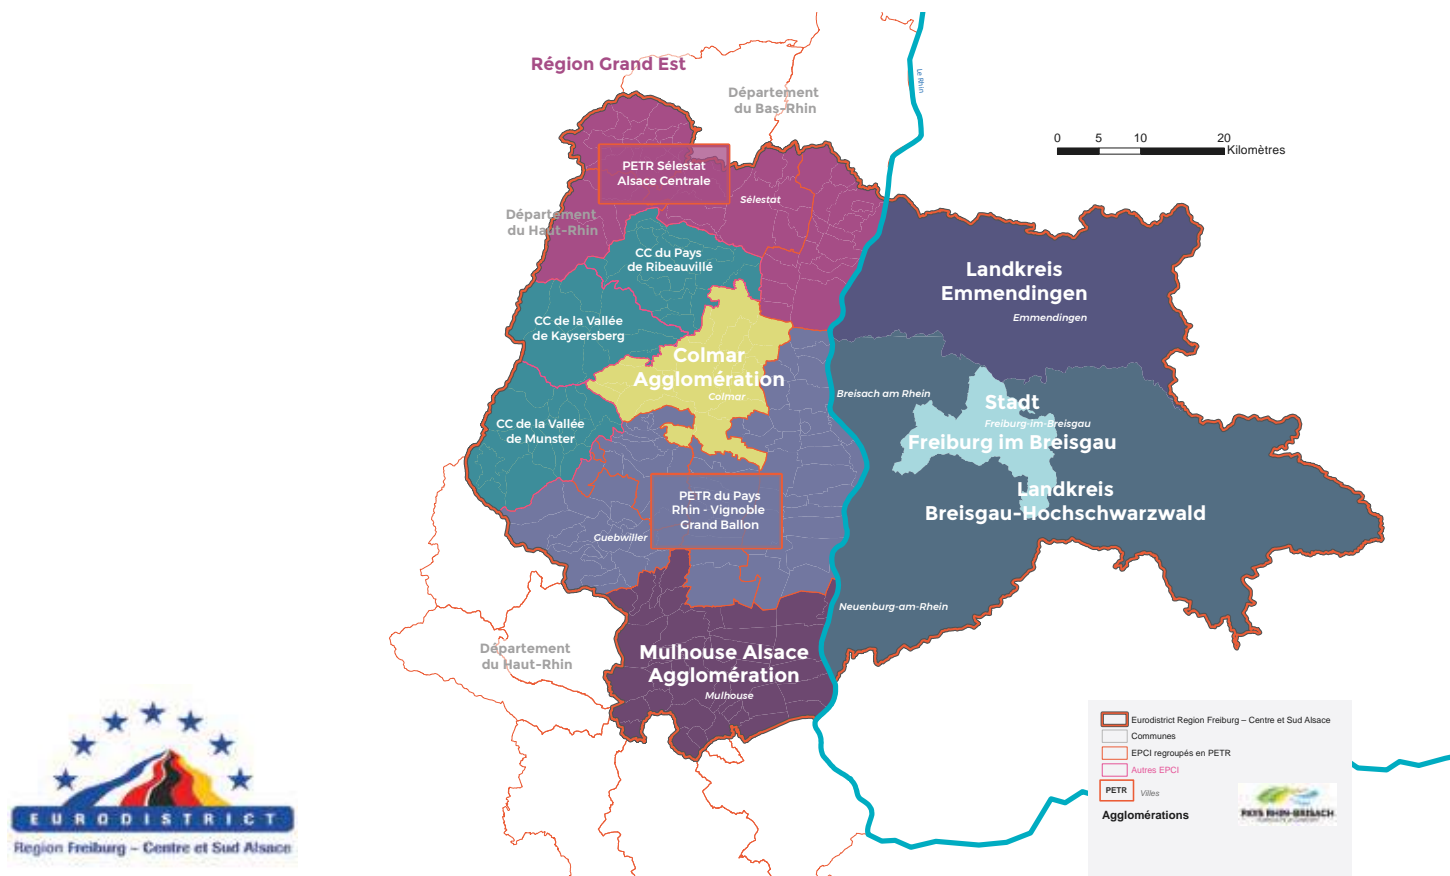 Région Grand Est
Département
du Bas-Rhin
Le Rhin
0 5 10 20
Kilomètres
PETR Sélestat
Alsace Centrale
Sélestat
Département
du Haut-Rhin
CC du Pays
de Ribeauvillé
Landkreis
Emmendingen
Emmendingen
CC de la Vallée
de Kaysersberg
Colmar
Agglomération
Colmar
Breisach am Rhein
Stadt
Freiburg-im-Breisgau
Freiburg im Breisgau
CC de la Vallée
de Munster
Landkreis
Breisgau-Hochschwarzwald
PETR du Pays
Rhin - Vignoble
Grand Ballon
Guebwiller
Neuenburg-am-Rhein
Département
du Haut-Rhin
Mulhouse Alsace
Agglomération
Mulhouse
EURODISTRICT
Region Freiburg – Centre et Sud Alsace
Eurodistrict Region Freiburg – Centre et Sud Alsace
Communes
EPCI regroupés en PETR
Autres EPCI
PETR Villes
Agglomérations
PAYS RHIN-BRISACH